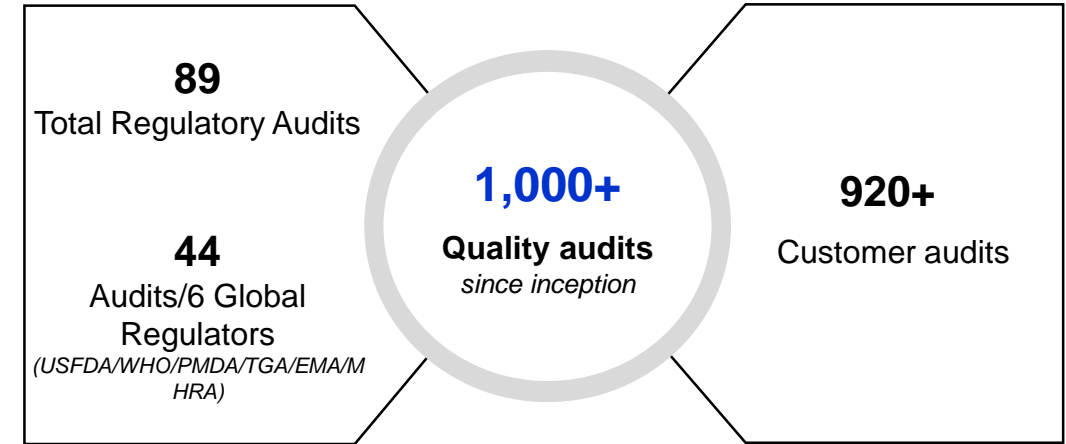 89
Total Regulatory Audits
44
Audits/6 Global
Regulators
(USFDA/WHO/PMDA/TGA/EMA/M
HRA)
1,000+
Quality audits
since inception
920+
Customer audits